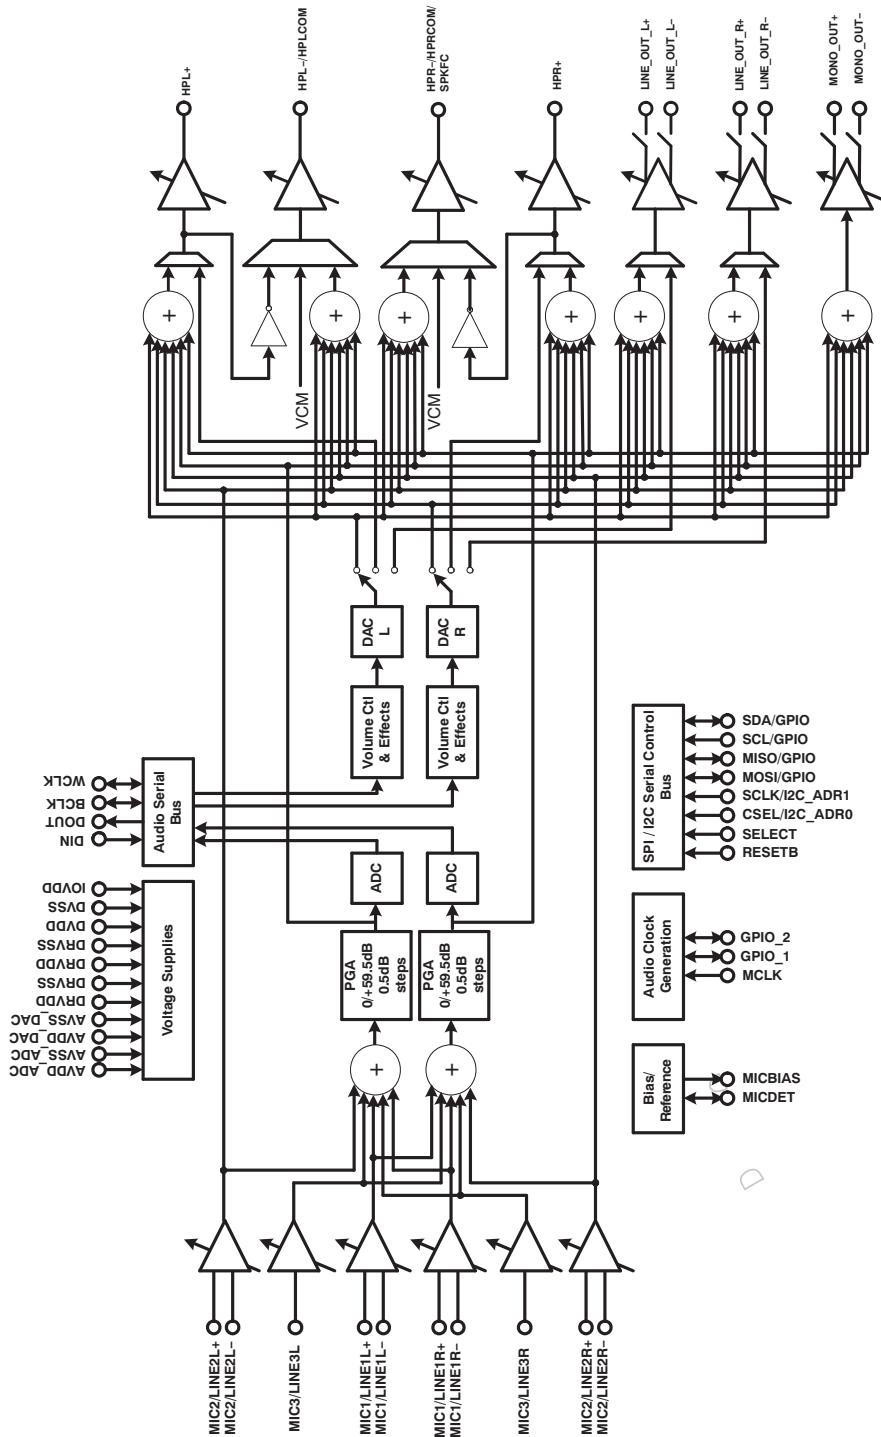 HPL+
HPL-/HPLCOM
HPR-/HPRCOM/
SPKFC
HPR+
LINE_OUT_L+
LINE_OUT_L-
LINE_OUT_R+
LINE_OUT_R-
MONO_OUT+
MONO_OUT-
+
+
+
+
+
+
+
VCM
VCM
DAC
L
DAC
R
Volume Ctl
& Effects
Volume Ctl
& Effects
WCLK
BCLK
DOUT
DIN
Audio Serial
Bus
IOVDD
DVSS
DVDD
DRVSS
DRVDD
DRVSS
DRVDD
AVSS_DAC
AVDD_DAC
AVSS_ADC
AVDD_ADC
Voltage Supplies
ADC
ADC
PGA
0/+59.5dB
0.5dB
steps
PGA
0/+59.5dB
0.5dB
steps
+
+
SPI / I2C Serial Control
Bus
SDA/GPIO
SCL/GPIO
MISO/GPIO
MOSI/GPIO
SCLK/I2C_ADR1
CSEL/I2C_ADR0
SELECT
RESETB
Audio Clock
Generation
GPIO_2
GPIO_1
MCLK
Bias/
Reference
MICBIAS
MICDET
D
MIC2/LINE2L+
MIC2/LINE2L-
MIC3/LINE3L
MIC1/LINE1L+
MIC1/LINE1L-
MIC1/LINE1R+
MIC1/LINE1R-
MIC3/LINE3R
MIC2/LINE2R+
MIC2/LINE2R-